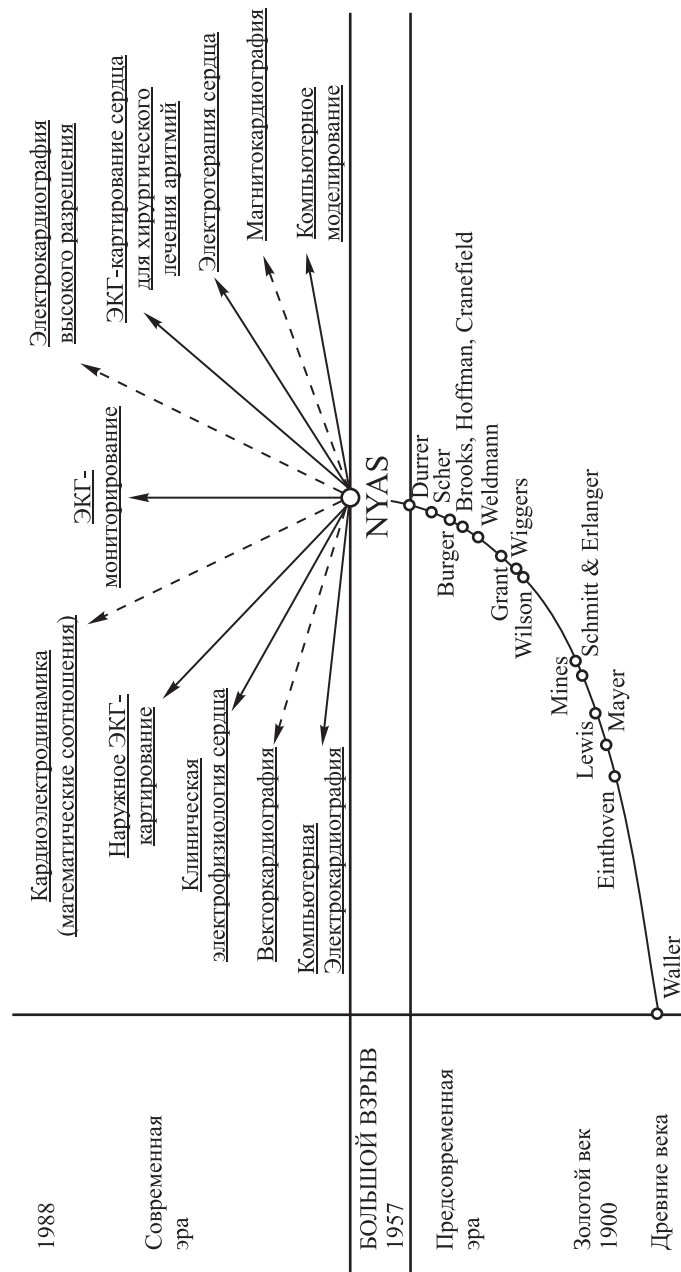 1988
Современная
эра
БОЛЬШОЙ ВЗРЫВ
1957
Предсовременная
эра
Золотой век
1900
Древние века
Кардиоэлектродинамика
(математические соотношения)
Наружное ЭКГ-
картирование
Клиническая
электрофизиология сердца
Векторкардиография
Компьютерная
Электрокардиография
ЭКГ-
мониторирование
Электрокардиография
высокого разрешения
ЭКГ-картирование сердца
для хирургического
лечения аритмий
Электротерапия сердца
Магнитокардиография
Компьютерное
моделирование
NYAS
Durrer
Scher
Burger
Brooks, Hoffman, Cranefield
Weldmann
Grant
Wiggers
Wilson
Mines
Schmitt & Erlanger
Lewis
Mayer
Einthoven
Waller